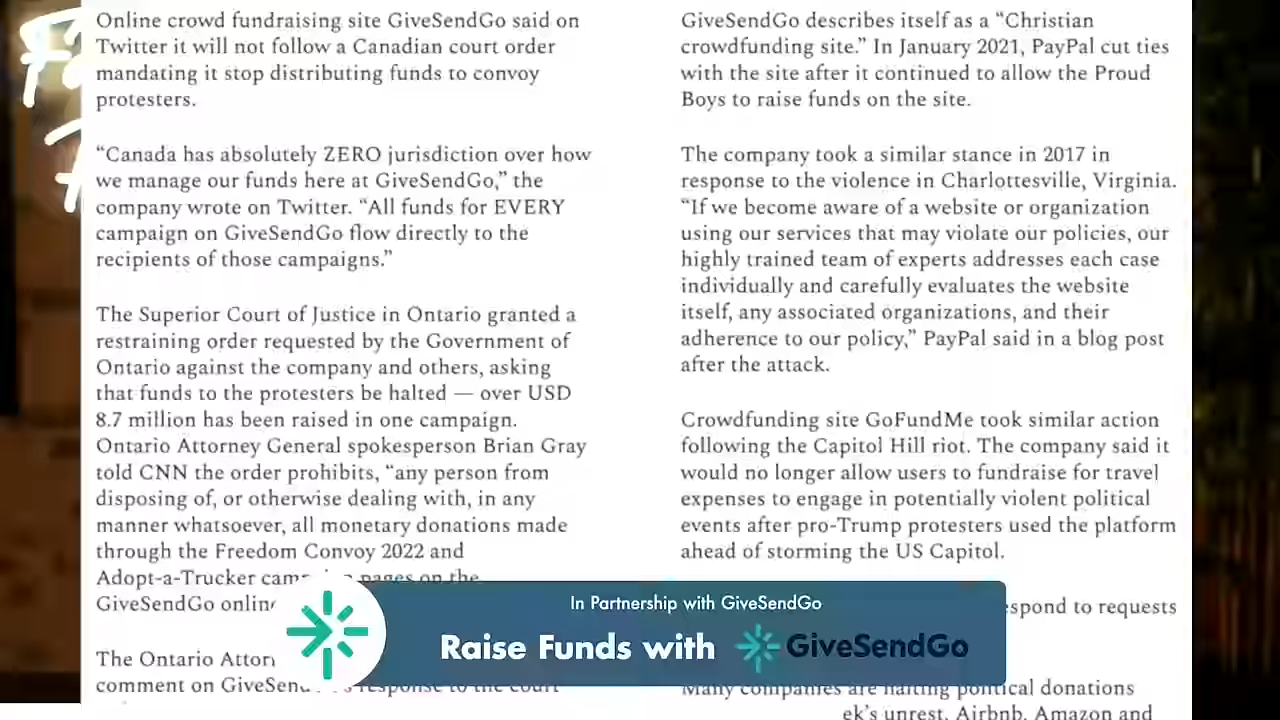 Online crowd fundraising site GiveSendGo said on
Twitter it will not follow a Canadian court order
mandating it stop distributing funds to convoy
protesters.
“Canada has absolutely ZERO jurisdiction over how
we manage our funds here at GiveSendGo,” the
company wrote on Twitter. “All funds for EVERY
campaign on GiveSendGo flow directly to the
recipients of those campaigns.”
The Superior Court of Justice in Ontario granted a
restraining order requested by the Government of
Ontario against the company and others, asking
that funds to the protesters be halted — over USD
8.7 million has been raised in one campaign.
Ontario Attorney General spokesperson Brian Gray
told CNN the order prohibits, “any person from
disposing of, or otherwise dealing with, in any
manner whatsoever, all monetary donations made
through the Freedom Convoy 2022 and
Adopt-a-Trucker pages on the
GiveSendGo
The Ontario
comment on response to the court
GiveSendGo describes itself as a “Christian
crowdfunding site.” In January 2021, PayPal cut ties
with the site after it continued to allow the Proud
Boys to raise funds on the site.
The company took a similar stance in 2017 in
response to the violence in Charlottesville, Virginia.
“If we become aware of a website or organization
using our services that may violate our policies, our
highly trained team of experts addresses each case
individually and carefully evaluates the website
itself, any associated organizations, and their
adherence to our policy,” PayPal said in a blog post
after the attack.
Crowdfunding site GoFundMe took similar action
following the Capitol Hill riot. The company said it
would no longer allow users to fundraise for travel
expenses to engage in potentially violent political
events after pro-Trump protesters used the platform
ahead of storming the US Capitol.
to requests
Many companies are halting political donations
unrest. Airbnb, Amazon and
In Partnership with GiveSendGo
Raise Funds with GiveSendGo